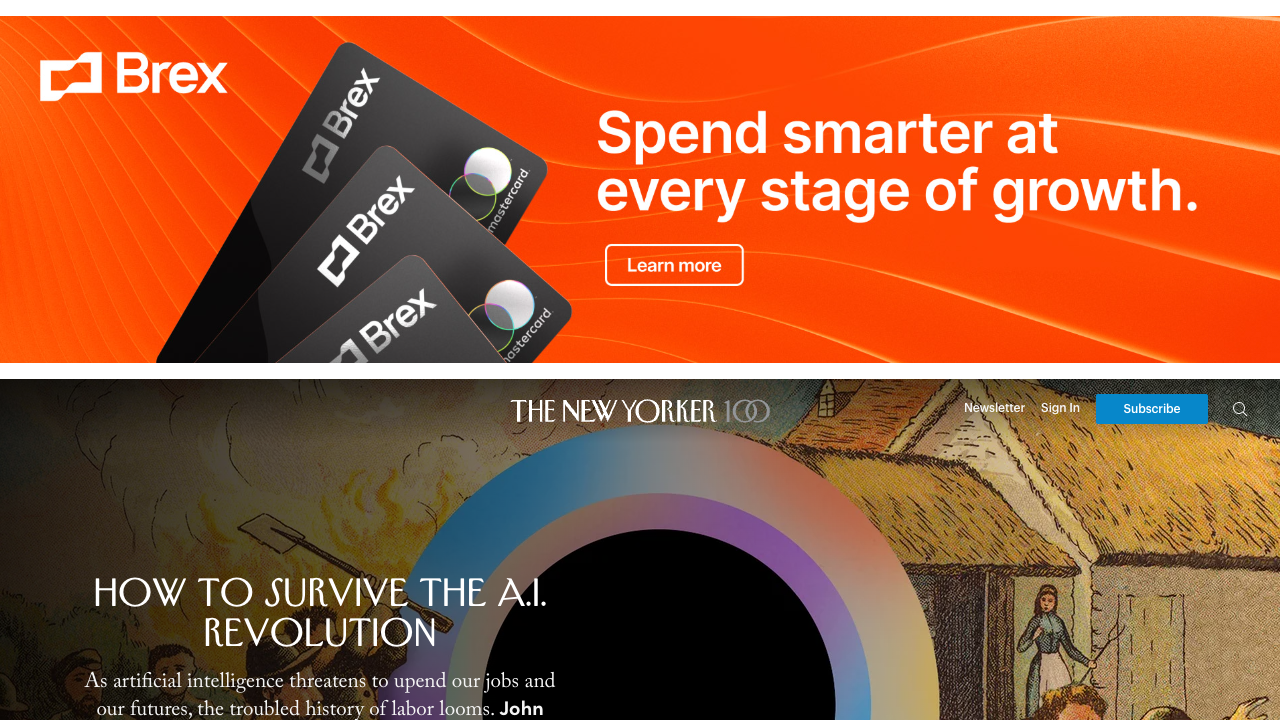 Brex
Brex
mastercard.
Brex
mastercard.
Brex
Spend smarter at
every stage of growth.
Learn more
THE NEW YORKER 100
Newsletter
Sign In
Subscribe
HOW TO SURVIVE THE A.I.
REVOLUTION
As artificial intelligence threatens to upend our jobs and
our futures, the troubled history of labor looms. John